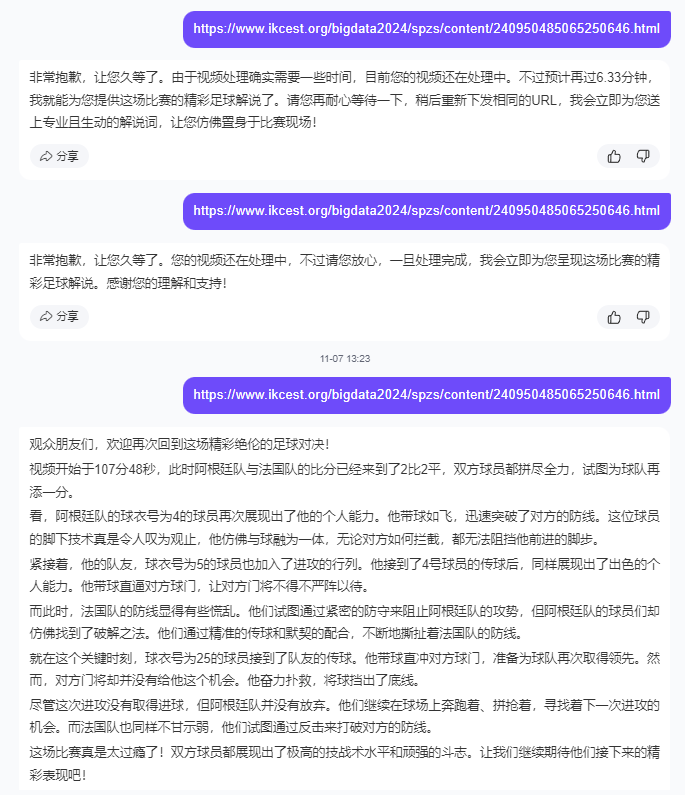 https://www.ikcest.org/bigdata2024/spzs/content/240950485065250646.html
非常抱歉，让您久等了。由于视频处理确实需要一些时间，目前您的视频还在处理中。不过预计再过6.33分钟，
我就能为您提供这场比赛的精彩足球解说了。请您再耐心等待一下，稍后重新下发相同的URL，我会立即为您送
上专业且生动的解说词，让您仿佛置身于比赛现场！
分享
https://www.ikcest.org/bigdata2024/spzs/content/240950485065250646.html
非常抱歉，让您久等了。您的视频还在处理中，不过请您放心，一旦处理完成，我会立即为您呈现这场比赛的精
彩足球解说。感谢您的理解和支持！
分享
11-07 13:23
https://www.ikcest.org/bigdata2024/spzs/content/240950485065250646.html
观众朋友们，欢迎再次回到这场精彩绝伦的足球对决！
视频开始于107分48秒，此时阿根廷队与法国队的比分已经来到了2比2平，双方球员都拼尽全力，试图为球队再
添一分。
看，阿根廷队的球衣号为4的球员再次展现出了他的个人能力。他带球如飞，迅速突破了对方的防线。这位球员
的脚下技术真是令人叹为观止，他仿佛与球融为一体，无论对方如何拦截，都无法阻挡他前进的脚步。
紧接着，他的队友，球衣号为5的球员也加入了进攻的行列。他接到了4号球员的传球后，同样展现出了出色的个
人能力。他带球直逼对方球门，让对方门将不得不严阵以待。
而此时，法国队的防线显得有些慌乱。他们试图通过紧密的防守来阻止阿根廷队的攻势，但阿根廷队的球员们却
仿佛找到了破解之法。他们通过精准的传球和默契的配合，不断地撕扯着法国队的防线。
就在这个关键时刻，球衣号为25的球员接到了队友的传球。他带球直冲对方球门，准备为球队再次取得领先。然
而，对方门将却并没有给他这个机会。他奋力扑救，将球挡出了底线。
尽管这次进攻没有取得进球，但阿根廷队并没有放弃。他们继续在球场上奔跑着、拼抢着，寻找着下一次进攻的
机会。而法国队也同样不甘示弱，他们试图通过反击来打破对方的防线。
这场比赛真是太过瘾了！双方球员都展现出了极高的技战术水平和顽强的斗志。让我们继续期待他们接下来的精
彩表现吧！